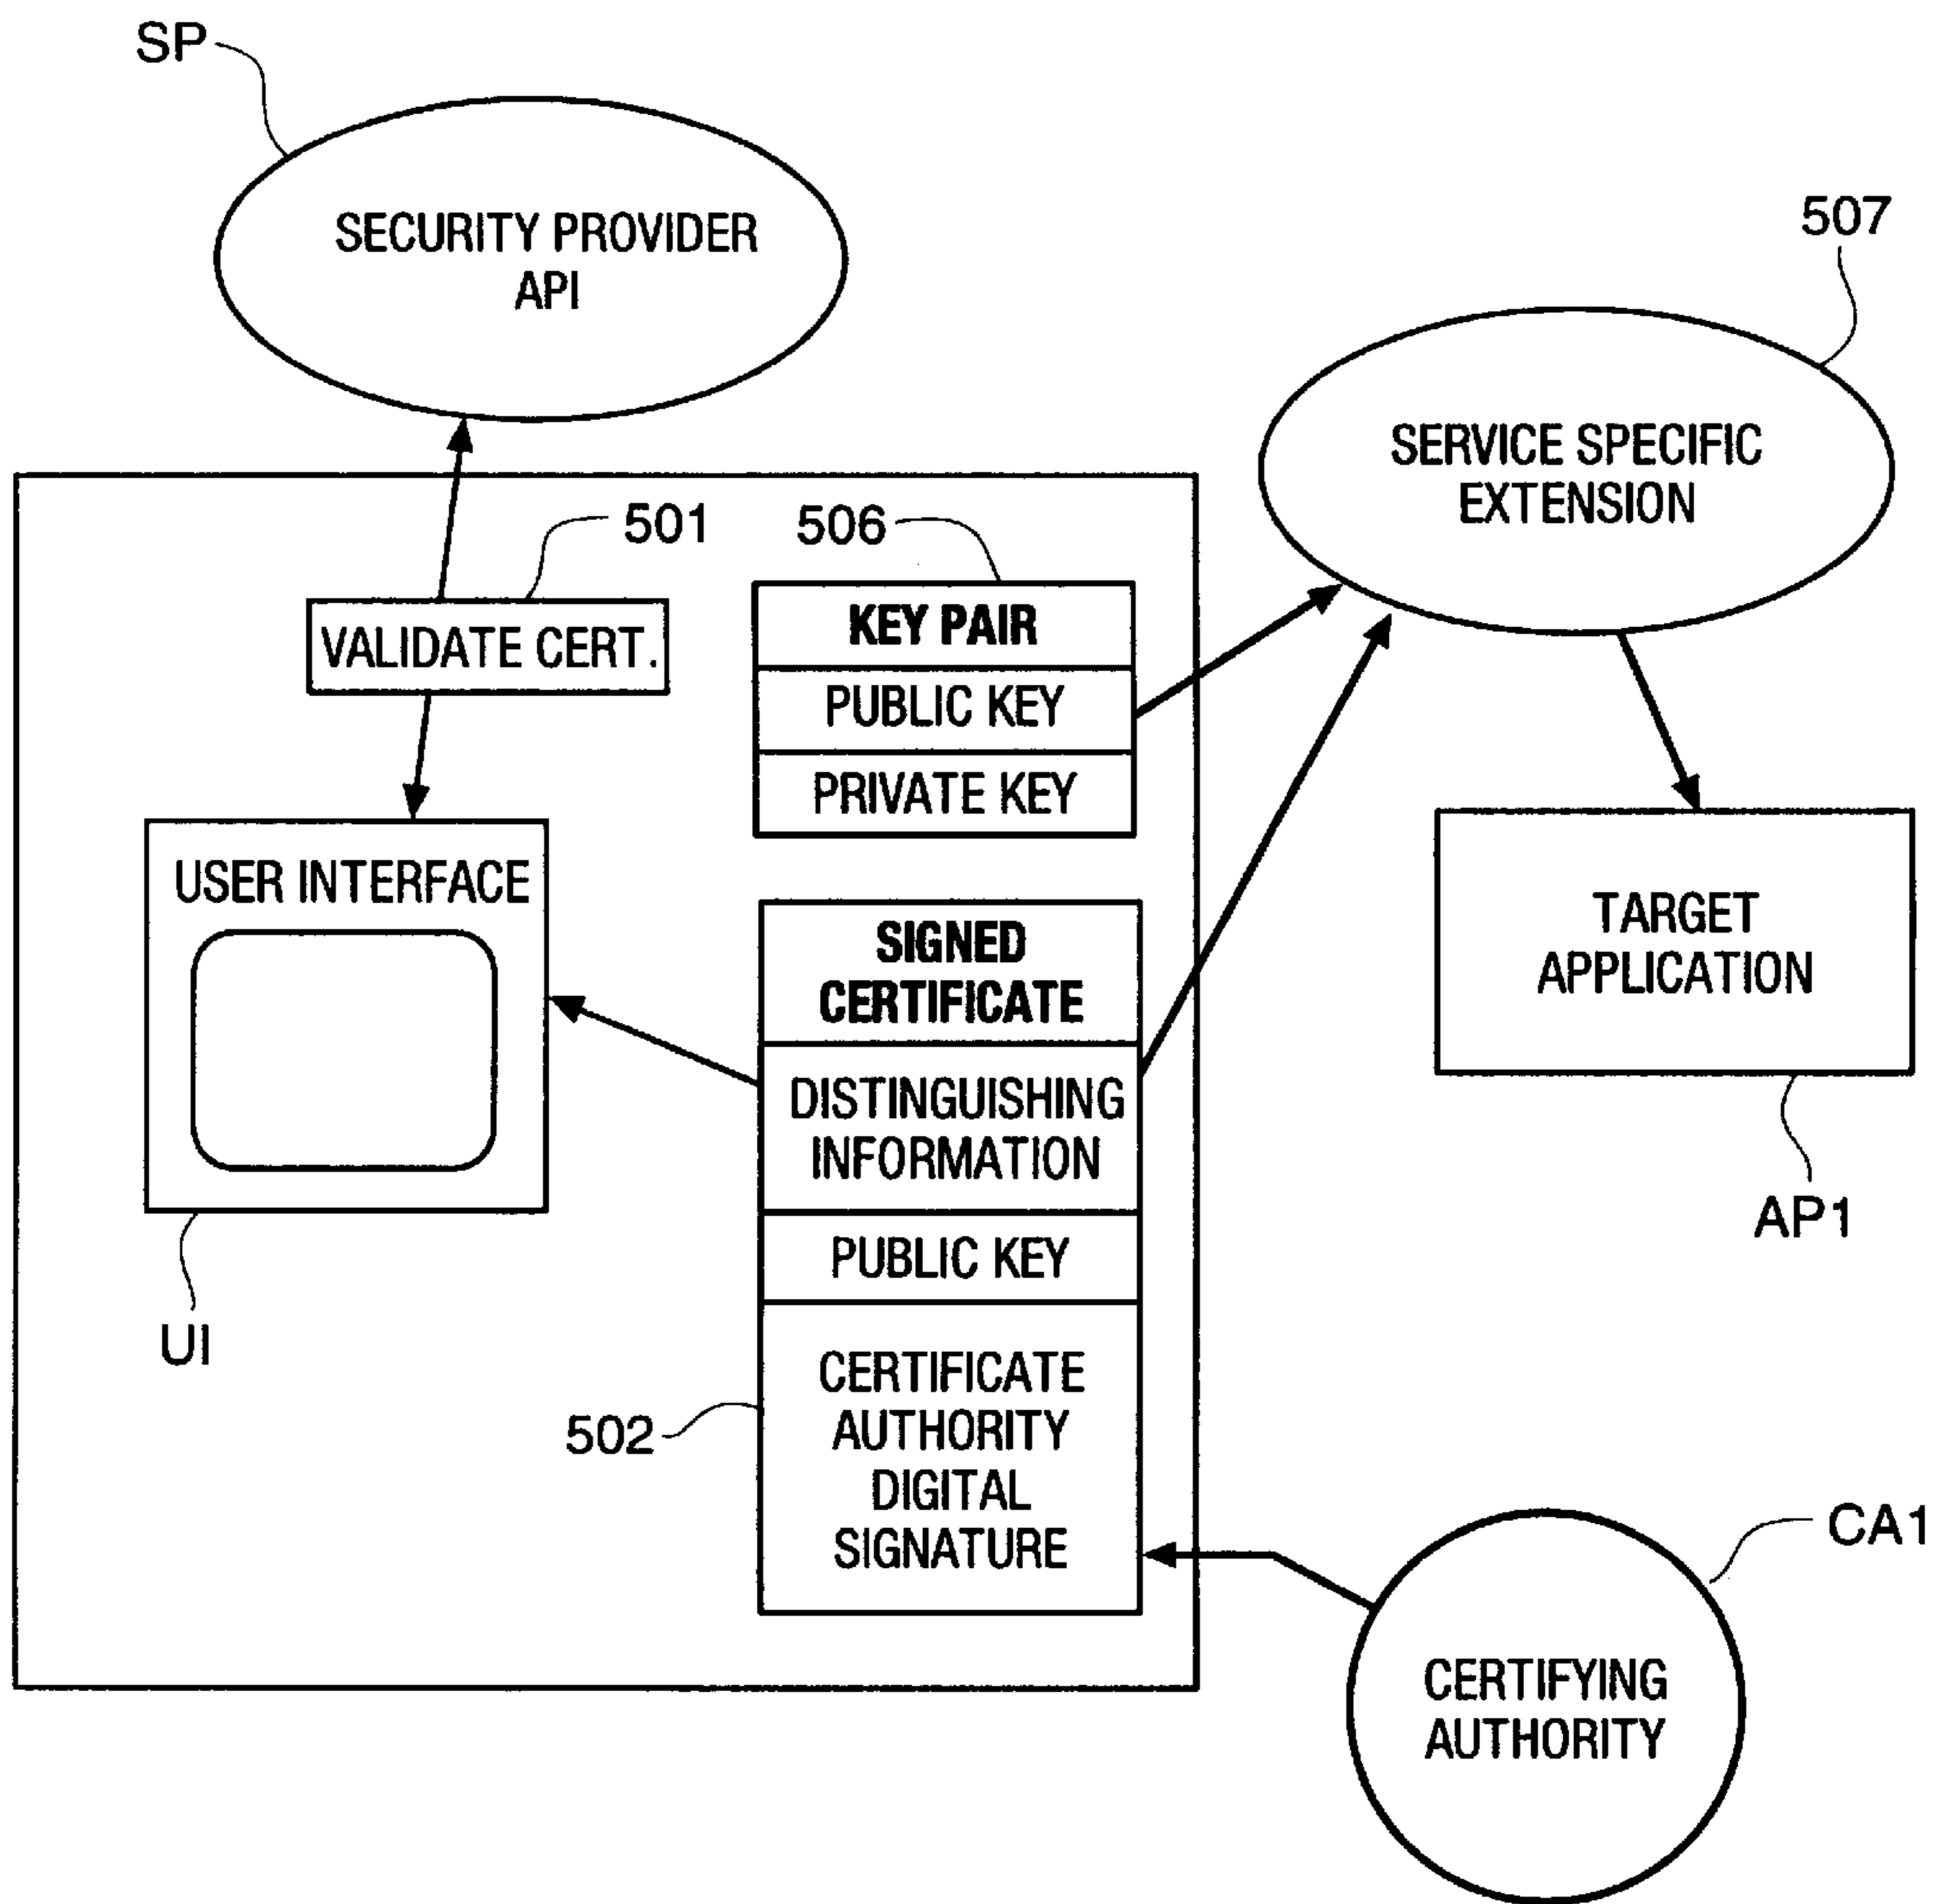 SP
SECURITY PROVIDER
API
507
SERVICE SPECIFIC
EXTENSION
501
506
VALIDATE CERT.
KEY PAIR
PUBLIC KEY
PRIVATE KEY
USER INTERFACE
UI
SIGNED
CERTIFICATE
DISTINGUISHING
INFORMATION
PUBLIC KEY
CERTIFICATE
AUTHORITY
DIGITAL
SIGNATURE
502
TARGET
APPLICATION
AP1
CA1
CERTIFYING
AUTHORITY